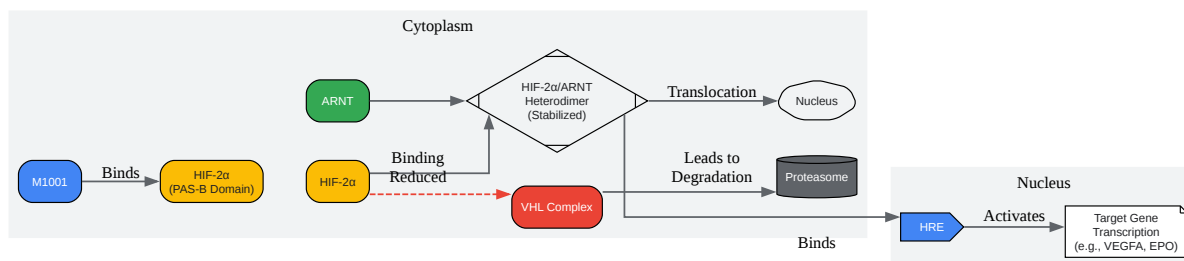 Cytoplasm
ARNT
HIF-2α/ARNT
Heterodimer
(Stabilized)
Translocation
Nucleus
M1001
Binds
HIF-2α
(PAS-B Domain)
HIF-2α
Binding
Reduced
VHL Complex
Leads to
Degradation
Proteasome
Binds
Nucleus
HRE
Activates
Target Gene
Transcription
(e.g., VEGFA, EPO)